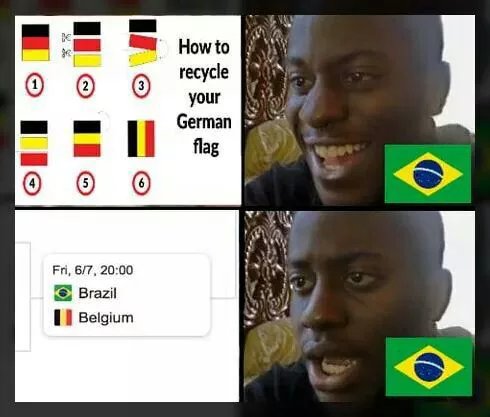 How to
recycle
your
German
flag
1
2
3
4
5
6
Fri, 6/7, 20:00
Brazil
Belgium